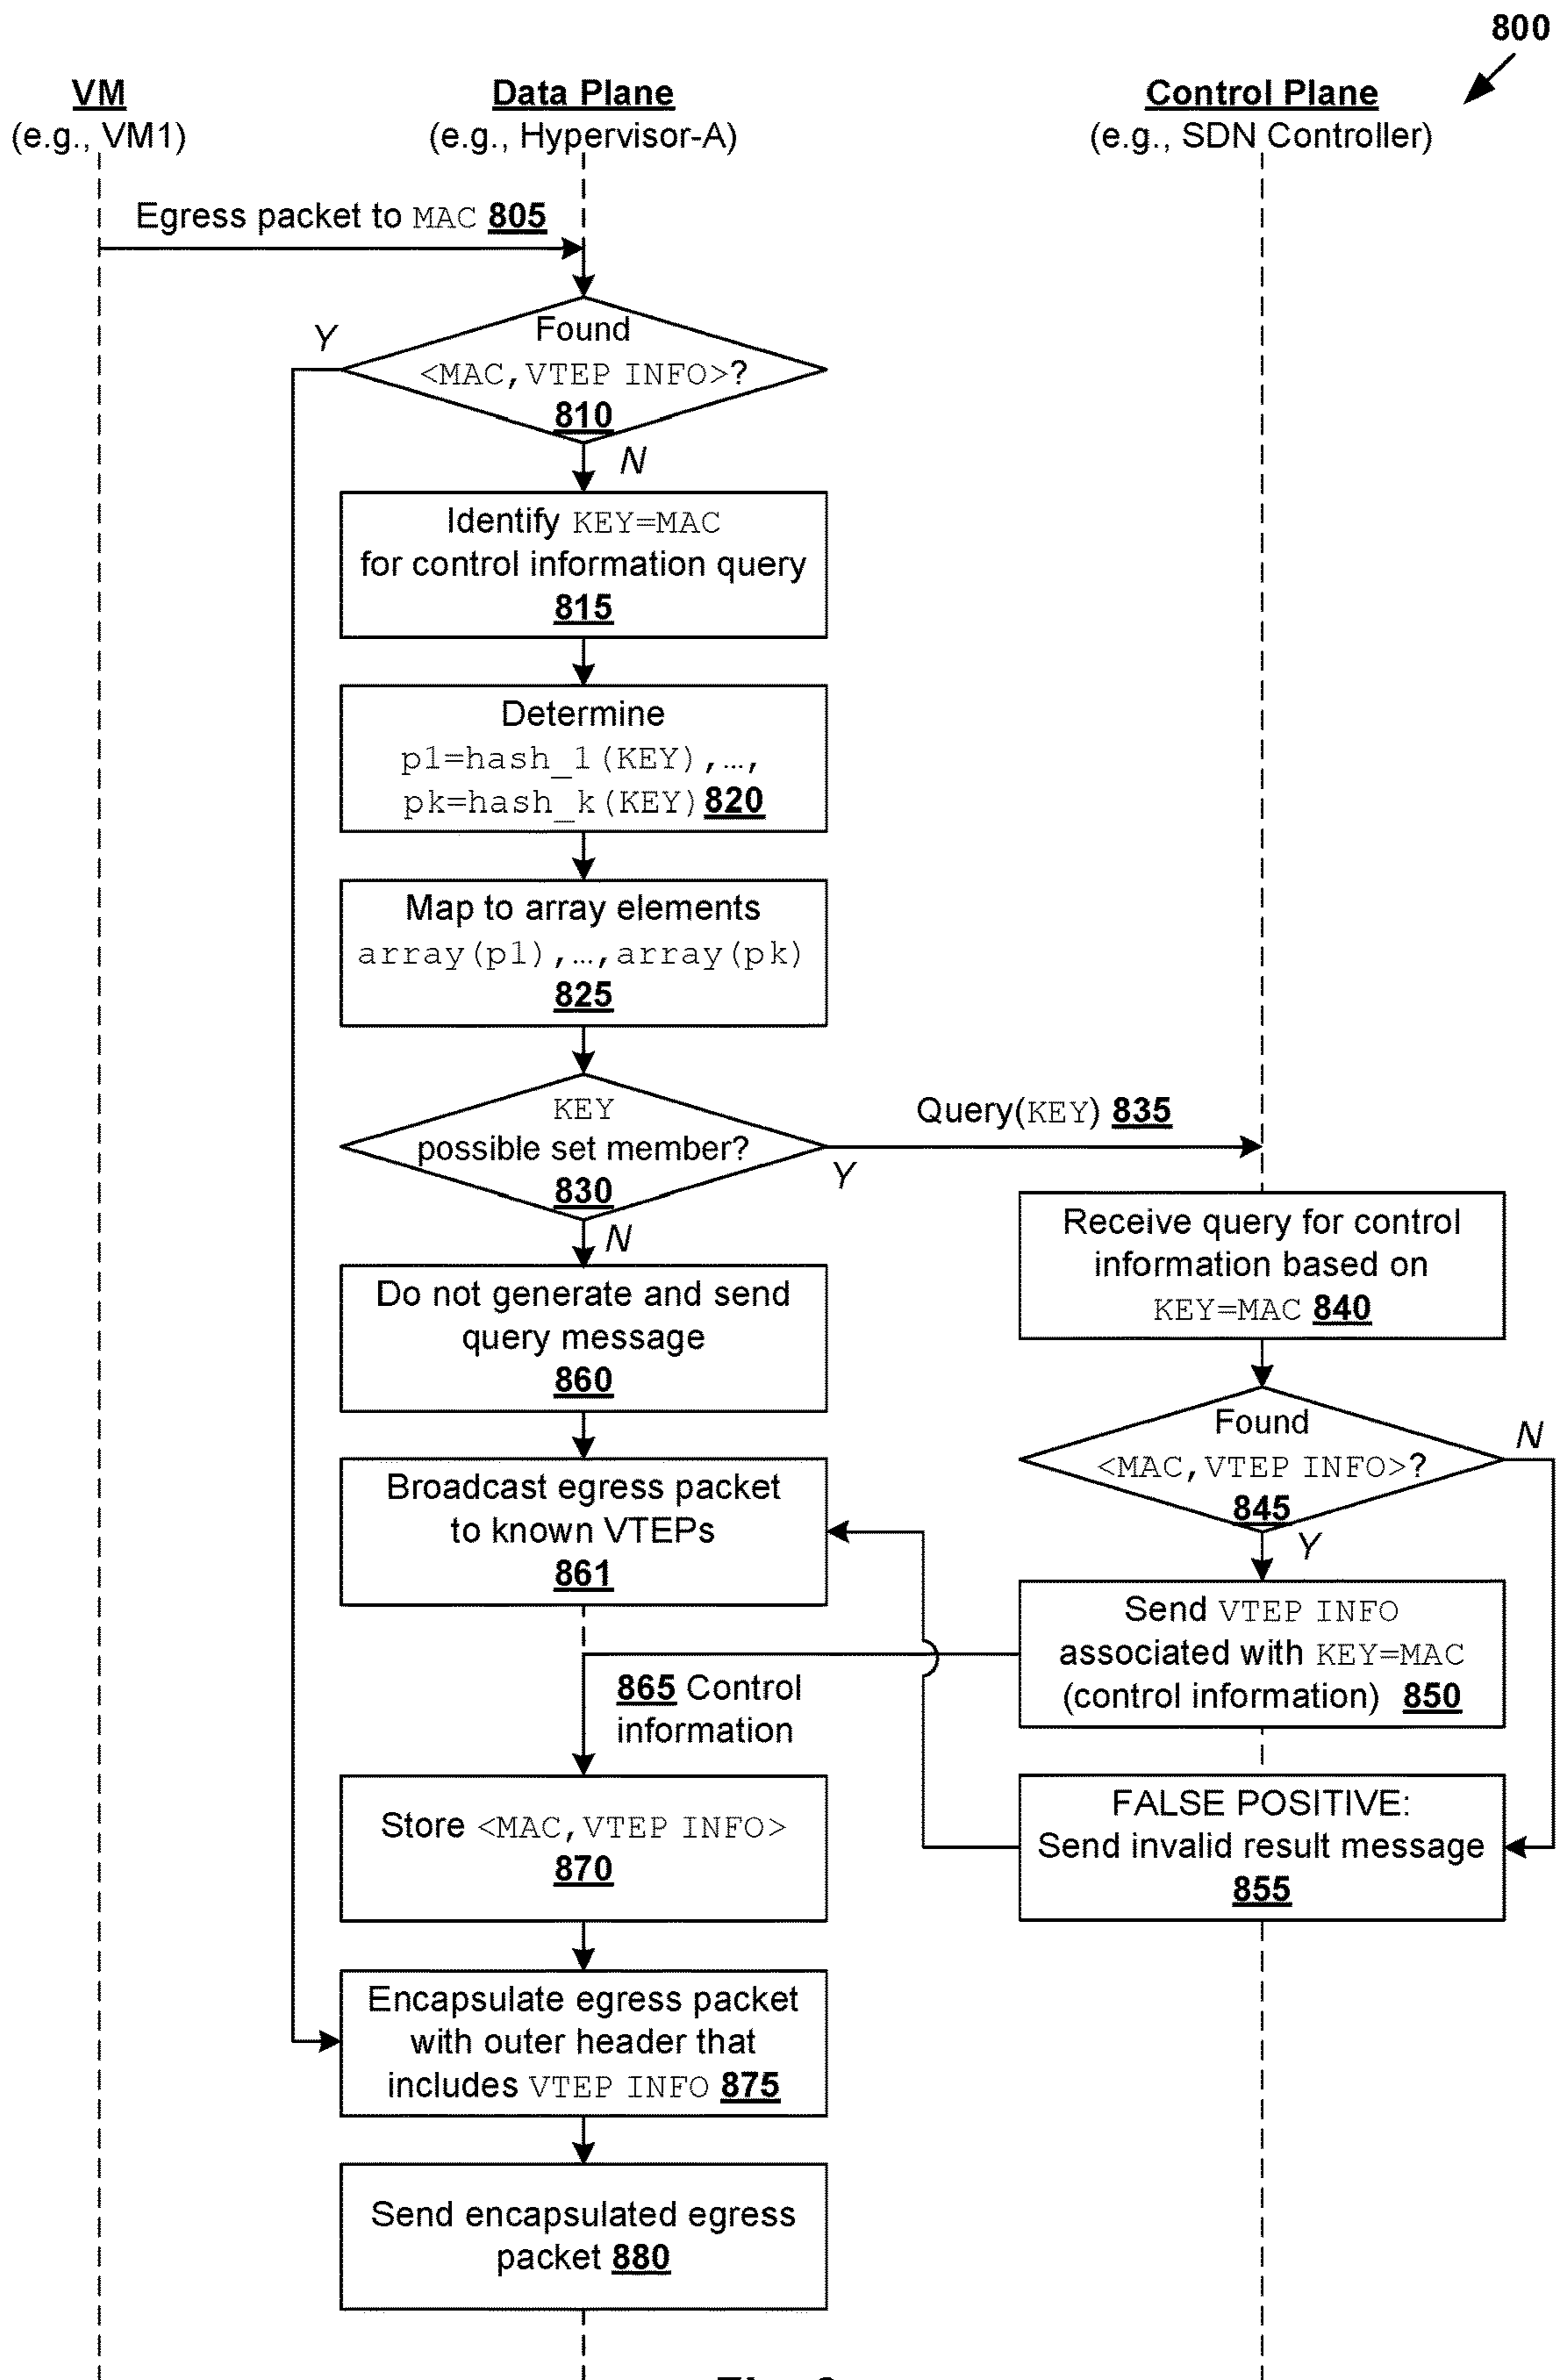 800
VM
(e.g., VM1)
Data Plane
(e.g., Hypervisor-A)
Control Plane
(e.g., SDN Controller)
Egress packet to MAC 805
Y
Found
<MAC,VTEP INFO>?
810
N
Identify KEY=MAC
for control information query
815
Determine
p1=hash_1(KEY),…,
pk=hash_k(KEY) 820
Map to array elements
array(p1),…,array(pk)
825
KEY
possible set member?
830
Query(KEY) 835
Y
N
Do not generate and send
query message
860
Receive query for control
information based on
KEY=MAC 840
Found
<MAC,VTEP INFO>?
845
N
Y
Broadcast egress packet
to known VTEPs
861
Send VTEP INFO
associated with KEY=MAC
(control information) 850
865 Control
information
FALSE POSITIVE:
Send invalid result message
855
Store <MAC,VTEP INFO>
870
Encapsulate egress packet
with outer header that
includes VTEP INFO 875
Send encapsulated egress
packet 880